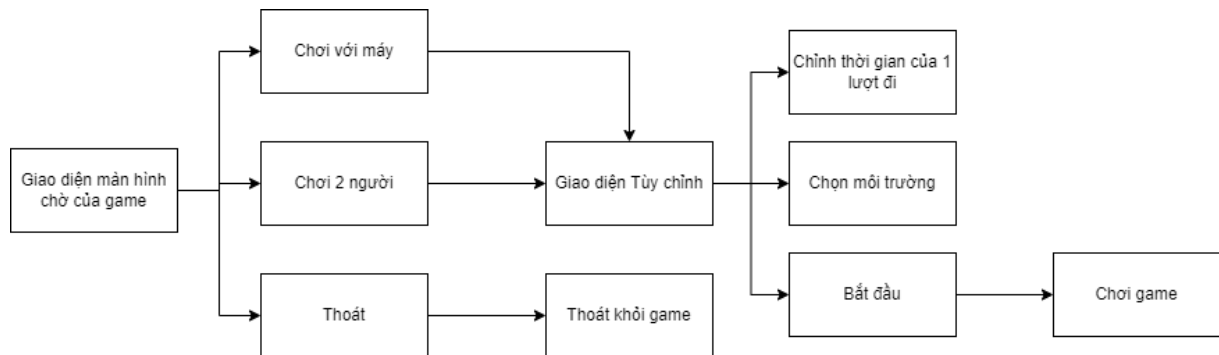 Chơi với máy
Chỉnh thời gian của 1
lượt đi
Giao diện màn hình
chờ của game
Chơi 2 người
Giao diện Tùy chỉnh
Chọn môi trường
Thoát
Thoát khỏi game
Bắt đầu
Chơi game